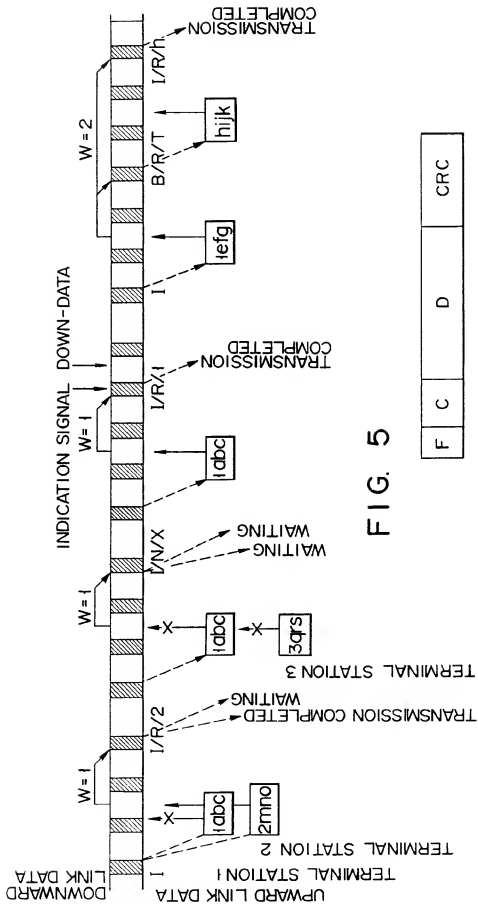 DOWNWARD
LINK DATA
UPWARD LINK DATA
TERMINAL STATION 1
TERMINAL STATION 2
TERMINAL STATION 3
INDICATION SIGNAL
DOWN-DATA
W=1
W=1
W=1
W=2
I
I/R/2
I/N/X
I/R/1
I
B/R/T
I/R/h
1abc
2mno
X
TRANSMISSION COMPLETED
WAITING
1abc
3qrs
X
X
WAITING
WAITING
1abc
TRANSMISSION
COMPLETED
1efg
hijk
TRANSMISSION
COMPLETED
FIG. 5
F
C
D
CRC